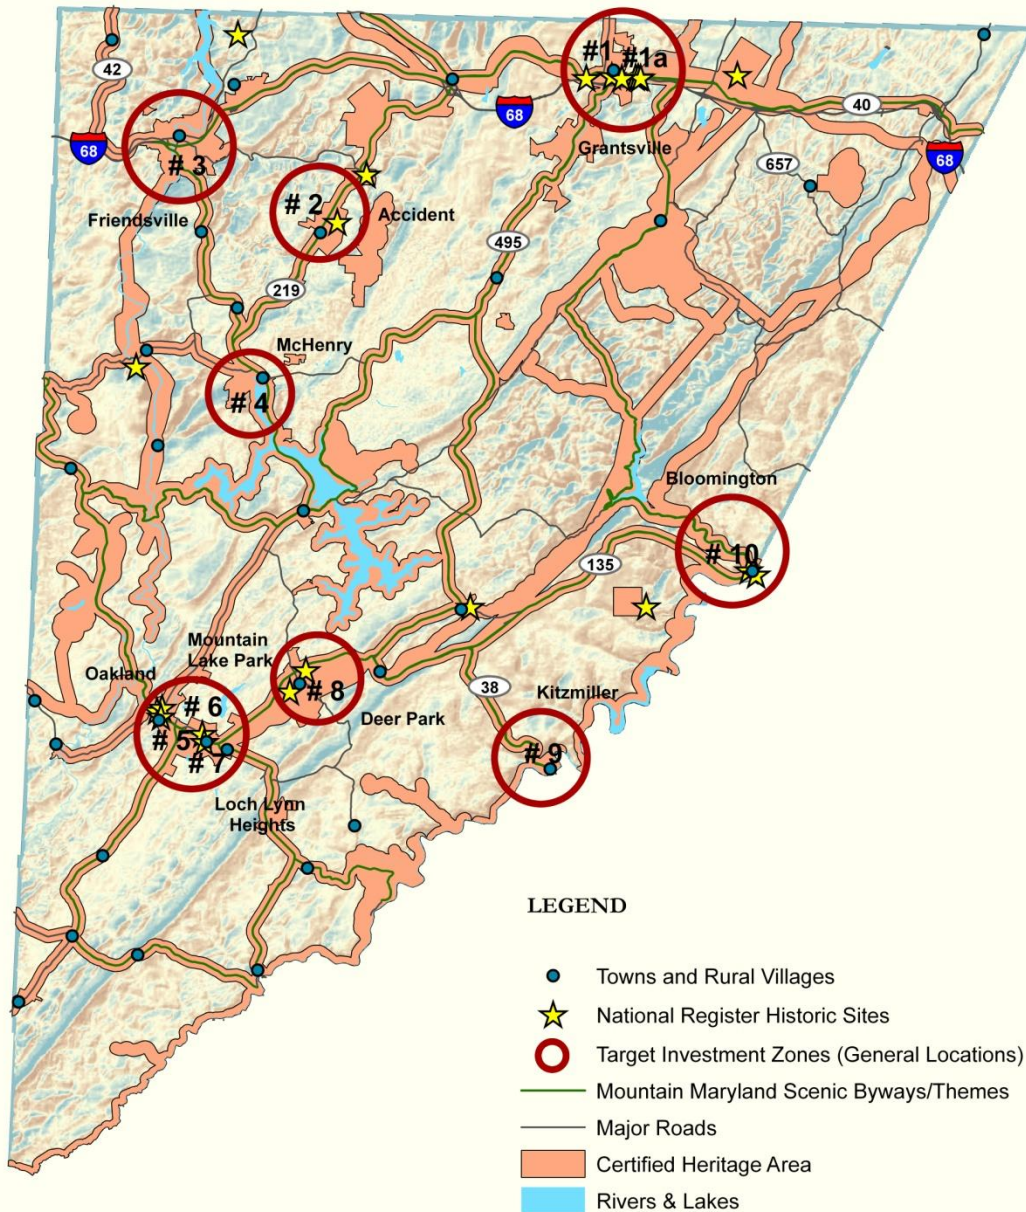 #1
#1a
42
68
40
Grantsville
68
657
68
# 3
# 2
Accident
Friendsville
495
219
McHenry
# 4
Bloomington
# 10
135
Mountain
Lake Park
Oakland
# 8
# 6
38
Kitzmiller
Deer Park
# 5
# 7
# 9
Loch Lynn
Heights
LEGEND
Towns and Rural Villages
National Register Historic Sites
Target Investment Zones (General Locations)
Mountain Maryland Scenic Byways/Themes
Major Roads
Certified Heritage Area
Rivers & Lakes